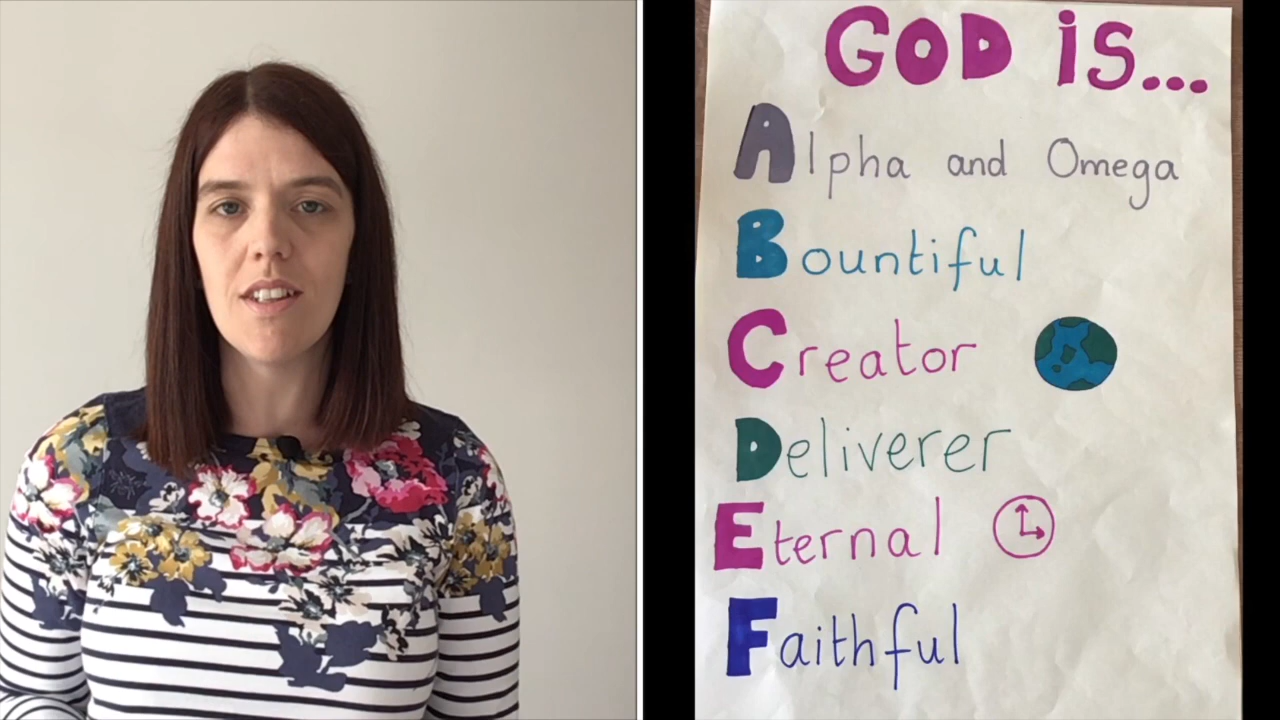 GOD is...
Alpha and Omega
Bountiful
Creator
Deliverer
Eternal
Faithful